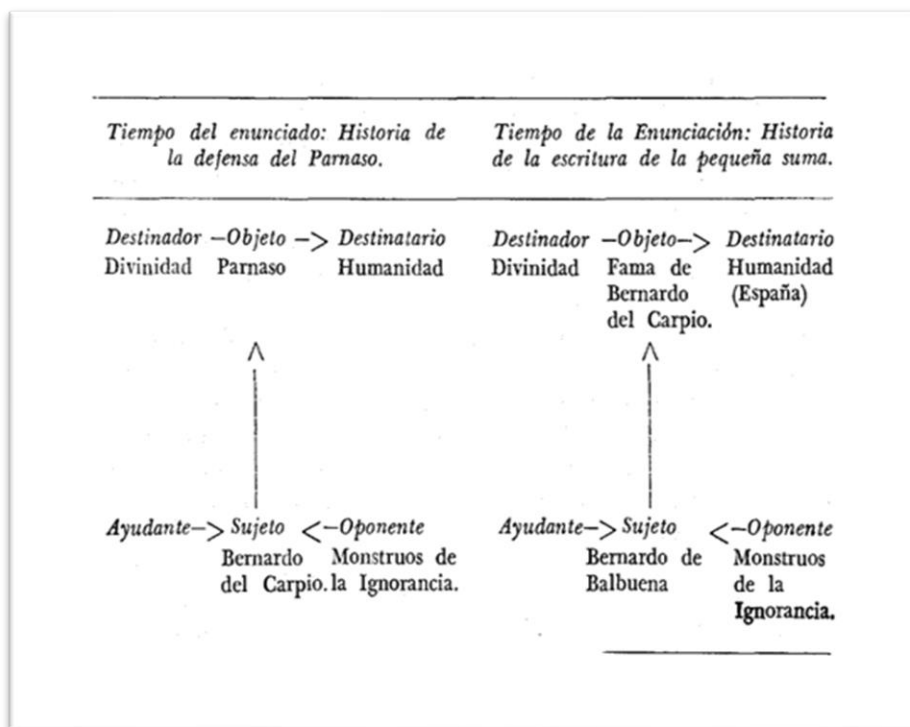 Tiempo del enunciado: Historia de
la defensa del Parnaso.
Tiempo de la Enunciación: Historia
de la escritura de la pequeña suma.
Destinador —Objeto —> Destinatario
Divinidad Parnaso Humanidad
Destinador —Objeto—> Destinatario
Divinidad Fama de Humanidad
Bernardo (España)
del Carpio.
Ayudante—> Sujeto <—Oponente
Bernardo Monstruos de
del Carpio. la Ignorancia.
Ayudante—> Sujeto <—Oponente
Bernardo de Monstruos
Balbuena de la
Ignorancia.